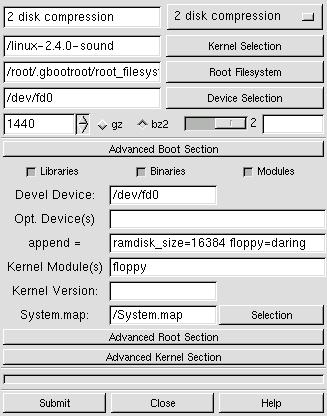 2 disk compression 2 disk compression
/linux-2.4.0-sound Kernel Selection
/root/.gbootroot/root_filesys Root Filesystem
/dev/fd0 Device Selection
1440 gz bz2 2
Advanced Boot Section
Libraries Binaries Modules
Devel Device: /dev/fd0
Opt. Device(s)
append = ramdisk_size=16384 floppy=daring
Kernel Module(s) floppy
Kernel Version:
System.map: /System.map Selection
Advanced Root Section
Advanced Kernel Section
Submit Close Help